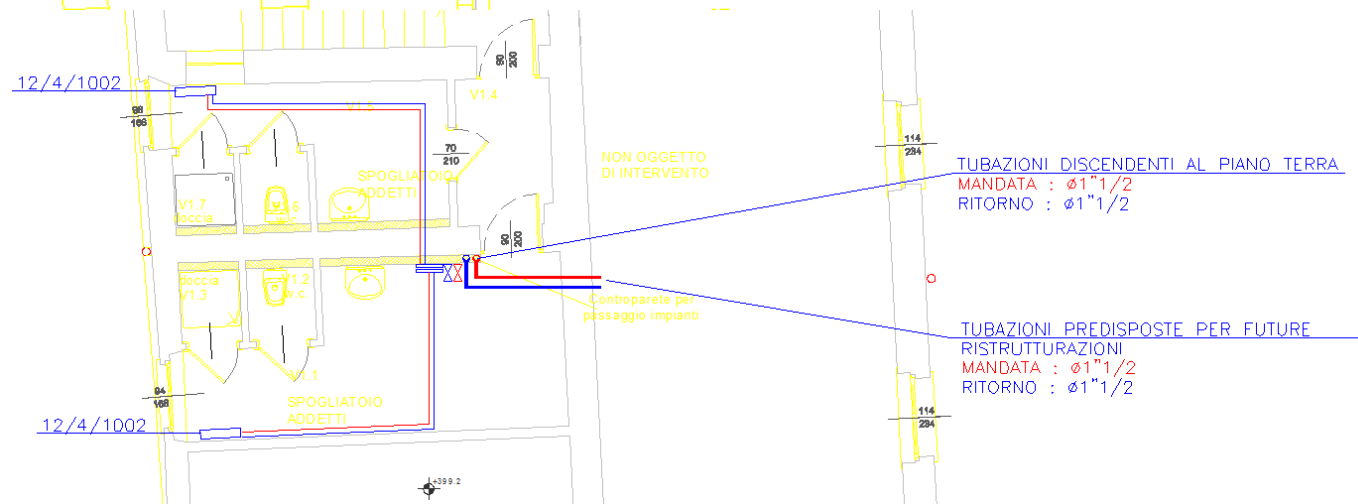 12/4/1002
98
168
V1.5
V1.4
90
200
70
210
SPOGLIATOIO
ADDETTI
NON OGGETTO
DI INTERVENTO
114
234
TUBAZIONI DISCENDENTI AL PIANO TERRA
MANDATA : ø1"1/2
RITORNO : ø1"1/2
V1.7
doccia
V1.6
w.c.
90
200
doccia
V1.3
V1.2
w.c.
Controparete per
passaggio impianti
TUBAZIONI PREDISPOSTE PER FUTURE
RISTRUTTURAZIONI
MANDATA : ø1"1/2
RITORNO : ø1"1/2
V1.1
94
168
SPOGLIATOIO
ADDETTI
114
234
12/4/1002
+399.2